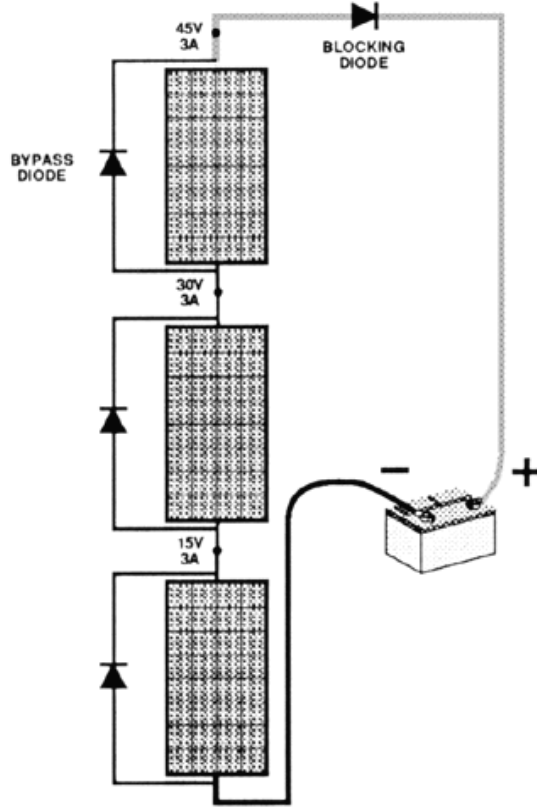 45V
3A
BLOCKING
DIODE
BYPASS
DIODE
30V
3A
- +
15V
3A